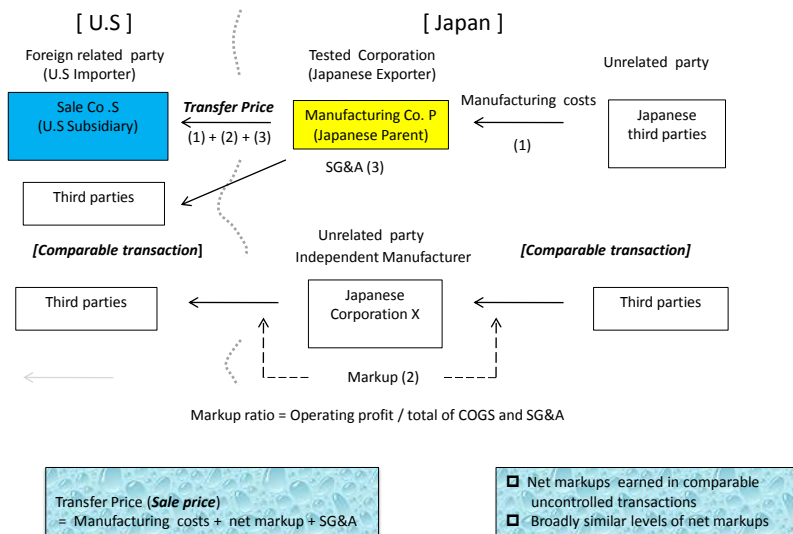 [ U.S ]
[ Japan ]
Foreign related party
(U.S Importer)
Tested Corporation
(Japanese Exporter)
Unrelated party
Sale Co .S
(U.S Subsidiary)
Transfer Price
(1) + (2) + (3)
Manufacturing Co. P
(Japanese Parent)
Manufacturing costs
(1)
Japanese
third parties
SG&A (3)
Third parties
[Comparable transaction]
Unrelated party
Independent Manufacturer
[Comparable transaction]
Third parties
Japanese
Corporation X
Third parties
Markup (2)
Markup ratio = Operating profit / total of COGS and SG&A
Transfer Price (Sale price)
= Manufacturing costs + net markup + SG&A
Net markups earned in comparable
uncontrolled transactions
Broadly similar levels of net markups